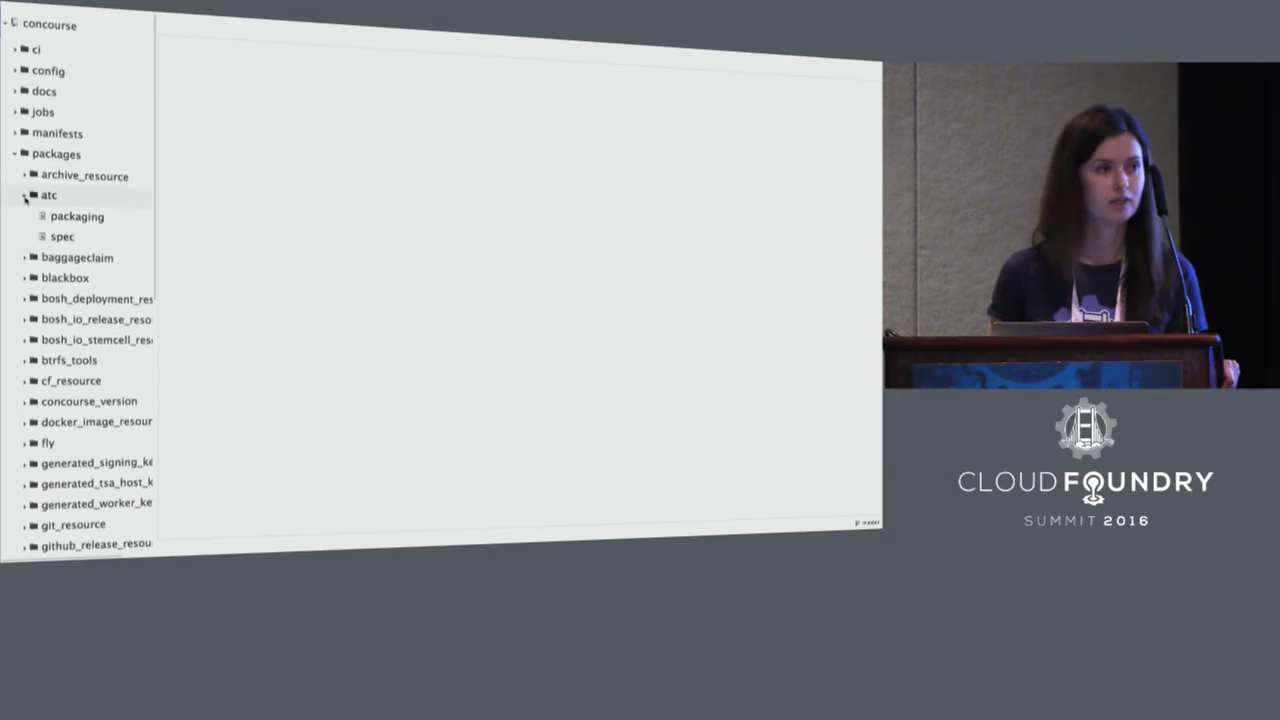 concourse
ci
config
docs
jobs
manifests
packages
archive_resource
atc
packaging
spec
baggageclaim
blackbox
bosh_deployment_res
bosh_io_release_reso
bosh_io_stemcell_res
btrfs_tools
cf_resource
concourse_version
docker_image_resour
fly
generated_signing_ke
generated_tsa_host_k
generated_worker_ke
git_resource
github_release_resou
master
CLOUD FOUNDRY
SUMMIT 2016